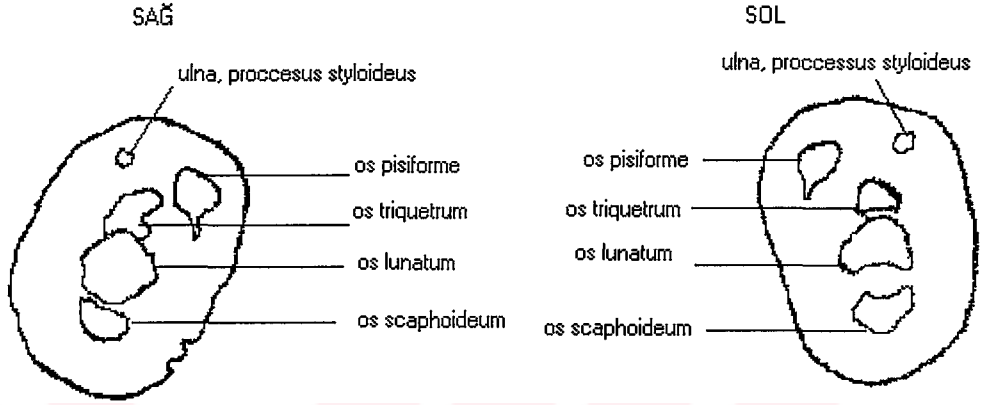 SAĞ
ulna, proccesus styloideus
os pisiforme
os triquetrum
os lunatum
os scaphoideum
SOL
ulna, proccessus styloideus
os pisiforme
os triquetrum
os lunatum
os scaphoideum